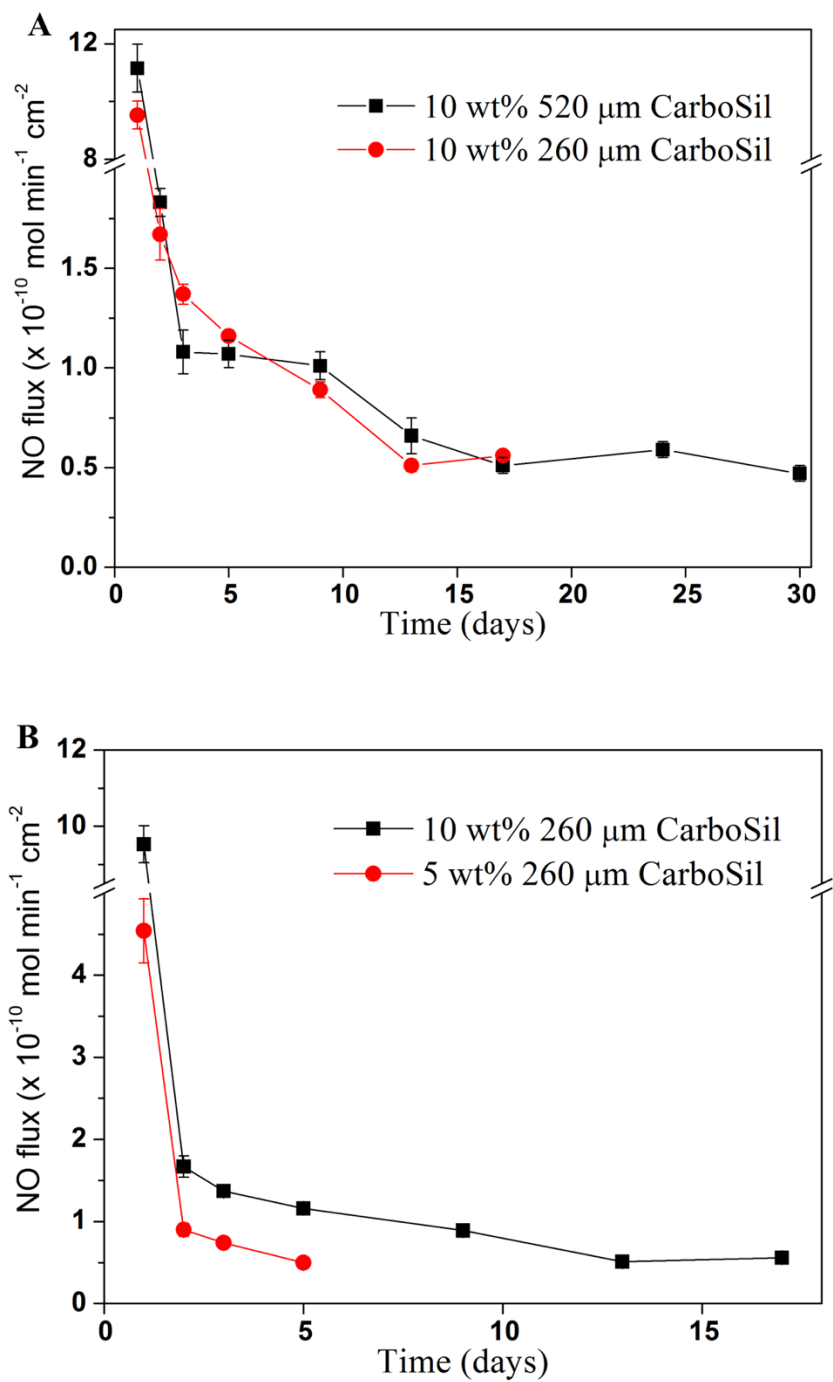 A
NO flux (x 10⁻¹⁰ mol min⁻¹ cm⁻²
12
8
1.5
1.0
0.5
0.0
10 wt% 520 μm CarboSil
10 wt% 260 μm CarboSil
0 5 10 15 20 25 30
Time (days)
B
NO flux (x 10⁻¹⁰ mol min⁻¹ cm⁻²
12
10
4
3
2
1
0
10 wt% 260 μm CarboSil
5 wt% 260 μm CarboSil
0 5 10 15
Time (days)